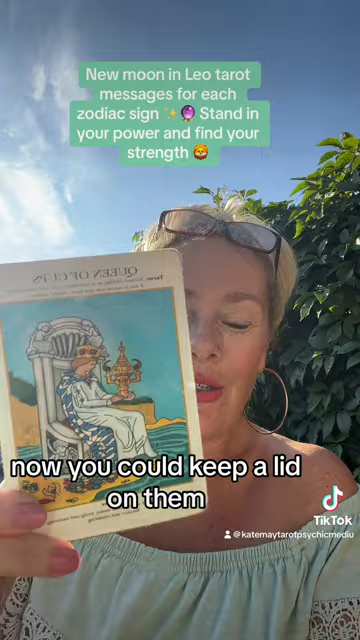 New moon in Leo tarot
messages for each
zodiac sign ✨🔮 Stand in
your power and find your
strength 🦁
QUEEN OF CUPS
now you could keep a lid
on them
TikTok
@katemaytarotpsychicmediu